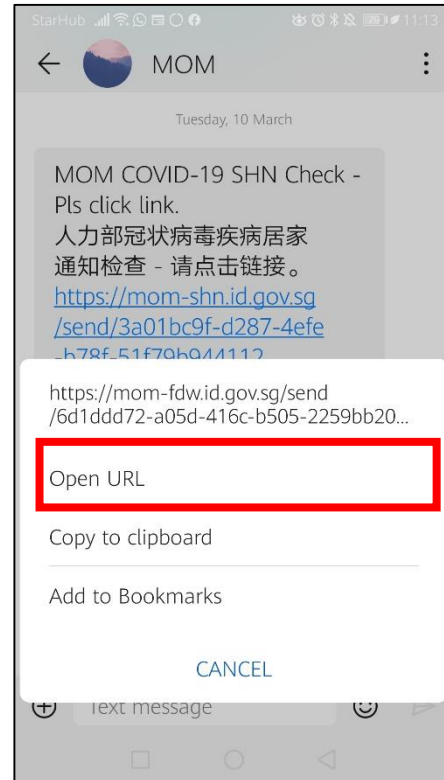 StarHub 11:13
MOM
Tuesday, 10 March
MOM COVID-19 SHN Check -
Pls click link.
人力部冠状病毒疾病居家
通知检查 - 请点击链接。
https://mom-shn.id.gov.sg
/send/3a01bc9f-d287-4efe
-b78f-51f79b944112
https://mom-fdw.id.gov.sg/send
/6d1ddd72-a05d-416c-b505-2259bb20...
Open URL
Copy to clipboard
Add to Bookmarks
CANCEL
Text message